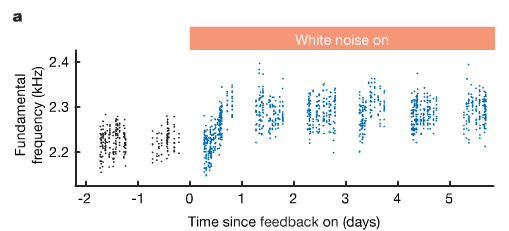 a
White noise on
2.4
2.3
2.2
Fundamental
frequency (kHz)
-2 -1 0 1 2 3 4 5
Time since feedback on (days)